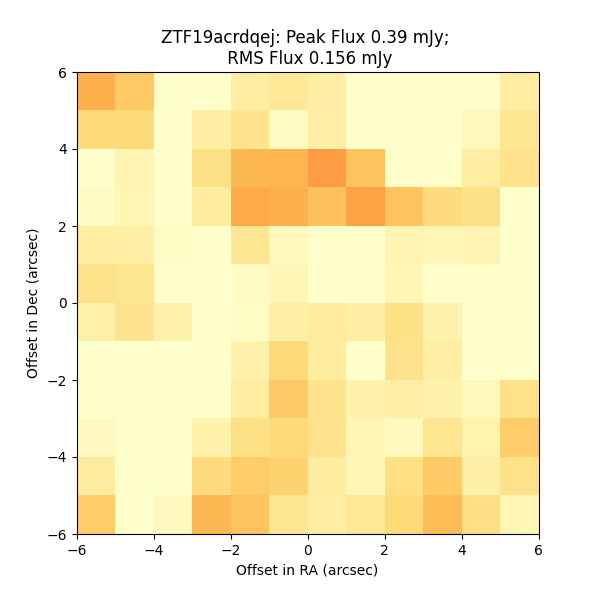 ZTF19acrdqej: Peak Flux 0.39 mJy;
RMS Flux 0.156 mJy
6
4
2
0
−2
−4
−6
Offset in Dec (arcsec)
−6 −4 −2 0 2 4 6
Offset in RA (arcsec)